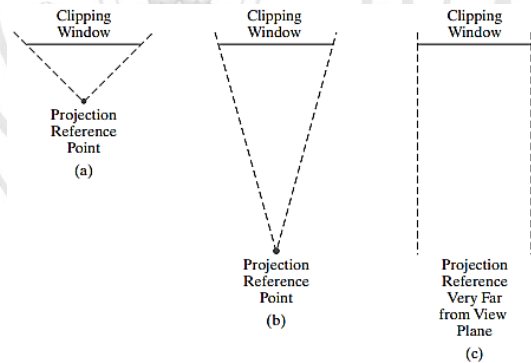 Clipping
Window
Projection
Reference
Point
(a)
Clipping
Window
Projection
Reference
Point
(b)
Clipping
Window
Projection
Reference
Very Far
from View
Plane
(c)